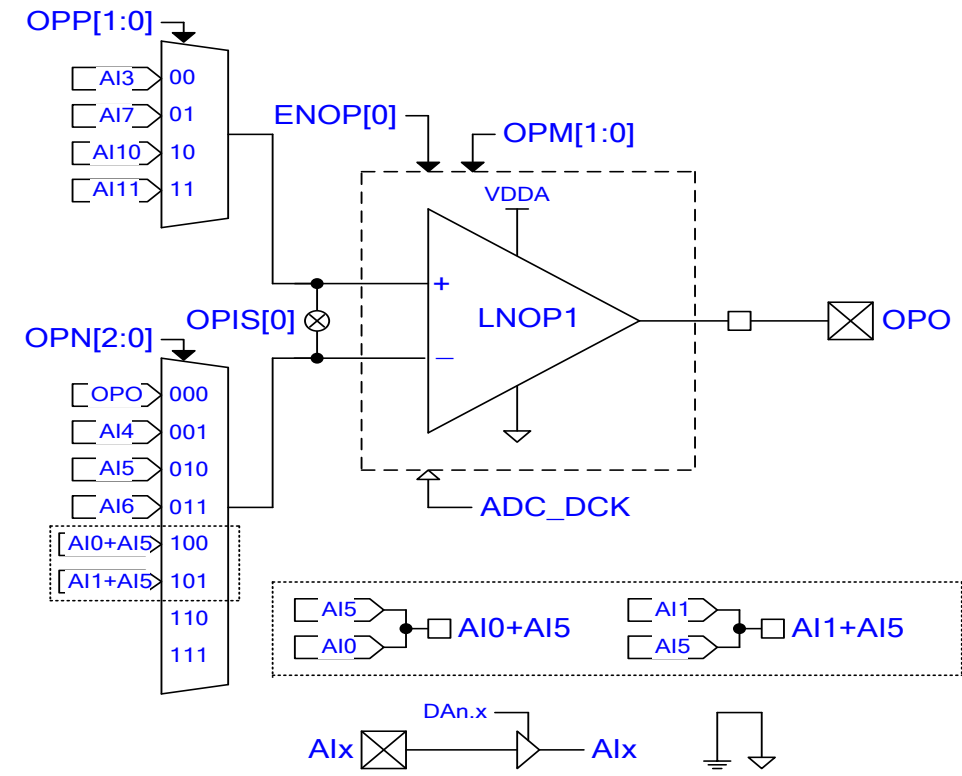 OPP[1:0]
AI3 00
AI7 01
AI10 10
AI11 11
ENOP[0]
OPM[1:0]
VDDA
+
LNOP1
−
OPIS[0]
OPO
OPN[2:0]
OPO 000
AI4 001
AI5 010
AI6 011
AI0+AI5 100
AI1+AI5 101
110
111
ADC_DCK
AI5
AI0
AI0+AI5
AI1
AI5
AI1+AI5
DAn.x
AIx
AIx